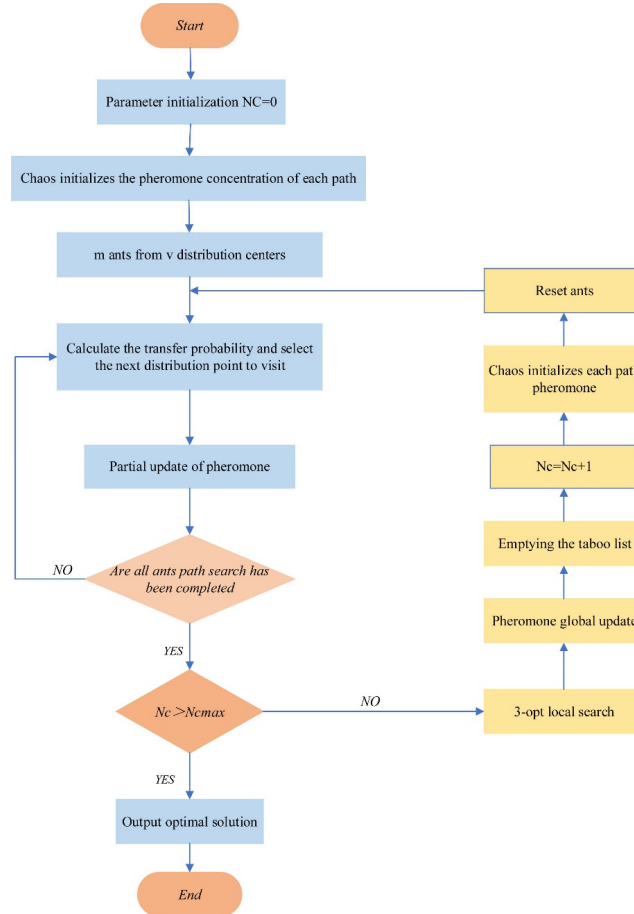 Start
Parameter initialization NC=0
Chaos initializes the pheromone concentration of each path
m ants from v distribution centers
Reset ants
Calculate the transfer probability and select
the next distribution point to visit
Chaos initializes each pat
pheromone
Partial update of pheromone
Nc=Nc+1
Emptying the taboo list
NO
Are all ants path search has
been completed
Pheromone global update
YES
Nc＞Ncmax
NO
3-opt local search
YES
Output optimal solution
End